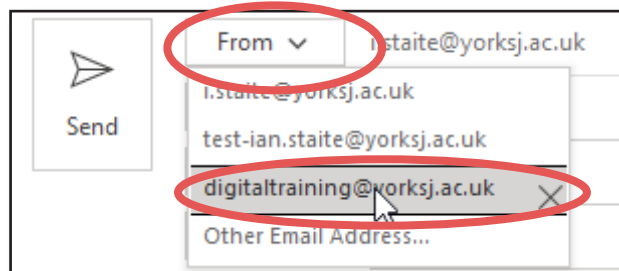 From
i.staite@yorksj.ac.uk
Send
i.staite@yorksj.ac.uk
test-ian.staite@yorksj.ac.uk
digitaltraining@yorksj.ac.uk
Other Email Address...